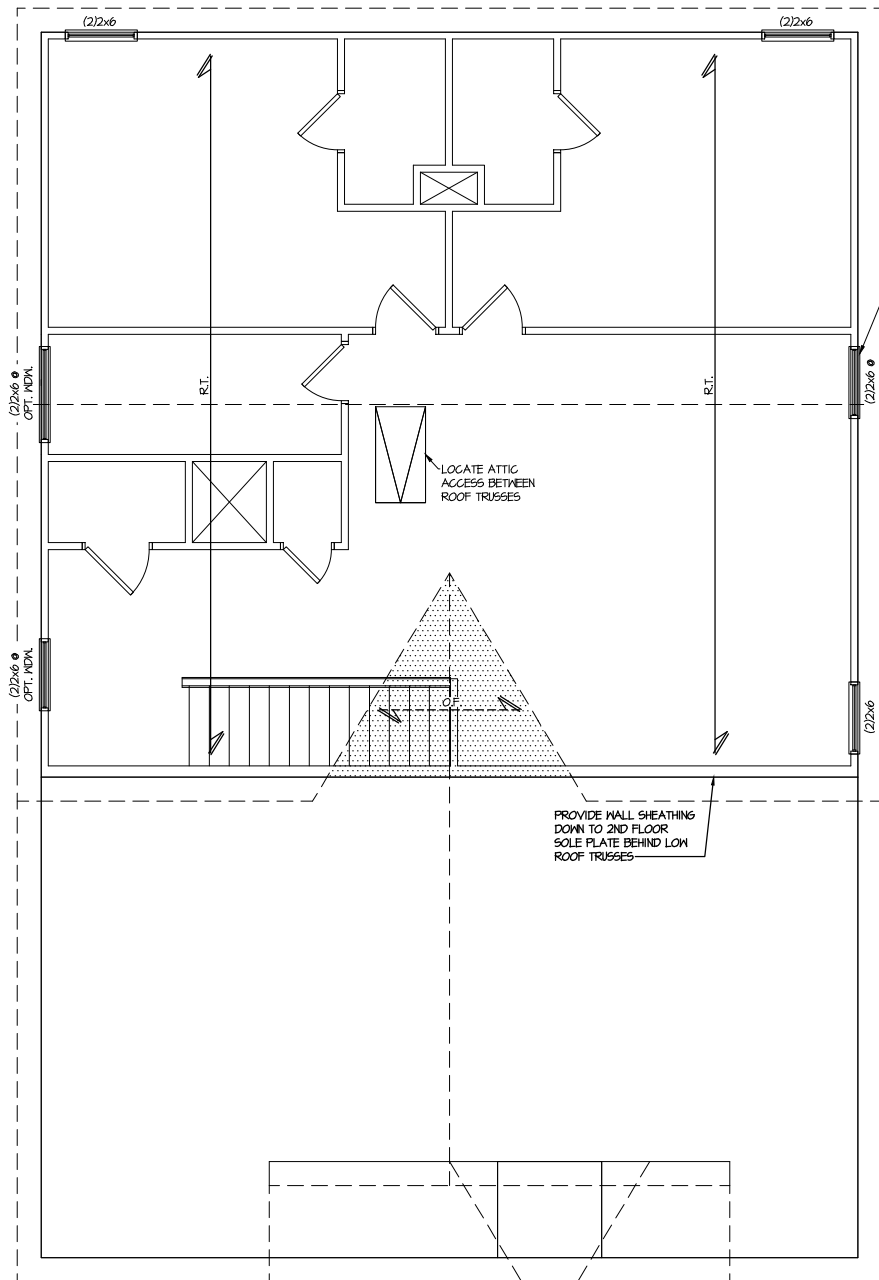 (2)2x6
(2)2x6
R.T.
R.T.
(2)2x6 @
OPT. WDW.
(2)2x6 @
LOCATE ATTIC
ACCESS BETWEEN
ROOF TRUSSES
(2)2x6 @
OPT. WDW.
O.F.
(2)2x6
PROVIDE WALL SHEATHING
DOWN TO 2ND FLOOR
SOLE PLATE BEHIND LOW
ROOF TRUSSES